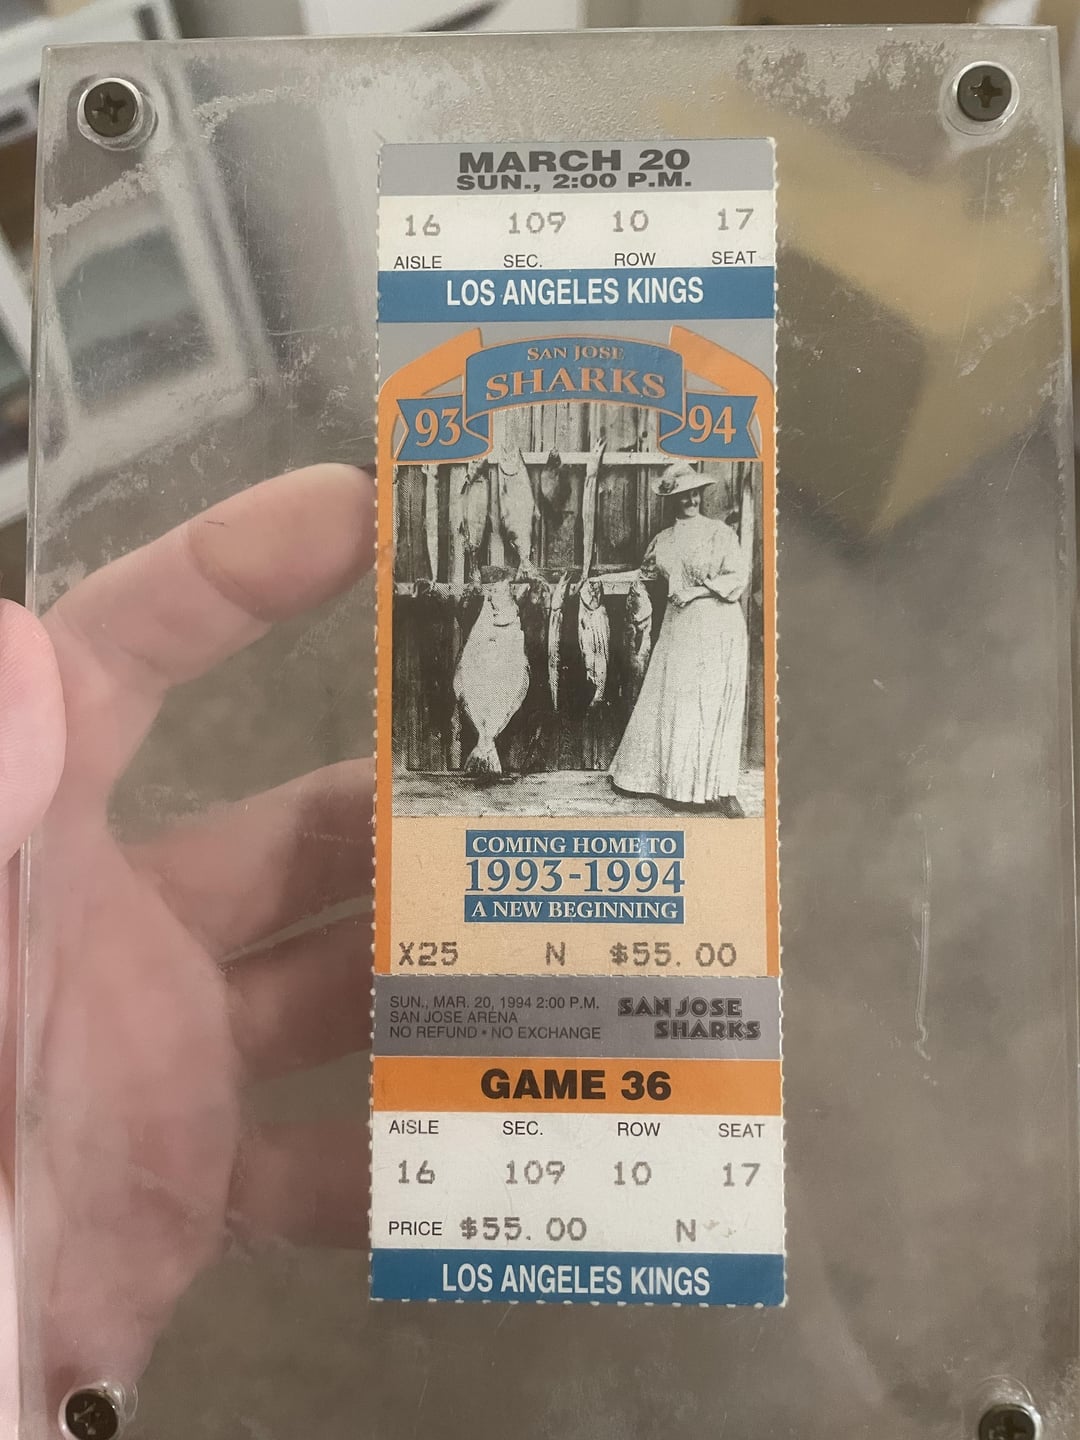 MARCH 20
SUN., 2:00 P.M.
16 109 10 17
AISLE SEC. ROW SEAT
LOS ANGELES KINGS
SAN JOSE
SHARKS
93 94
COMING HOME TO
1993-1994
A NEW BEGINNING
X25 N $55.00
SUN., MAR. 20, 1994 2:00 P.M.
SAN JOSE ARENA
NO REFUND • NO EXCHANGE
SAN JOSE
SHARKS
GAME 36
AISLE SEC. ROW SEAT
16 109 10 17
PRICE $55.00 N
LOS ANGELES KINGS